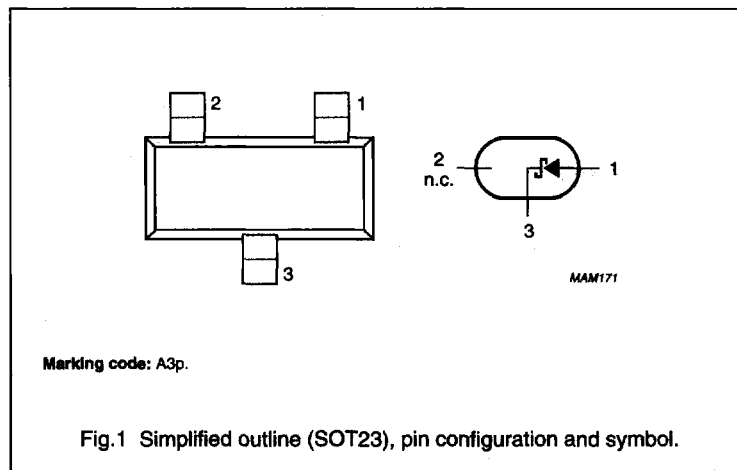 2
1
2
n.c.
1
3
3
MAM171
Marking code: A3p.
Fig.1 Simplified outline (SOT23), pin configuration and symbol.